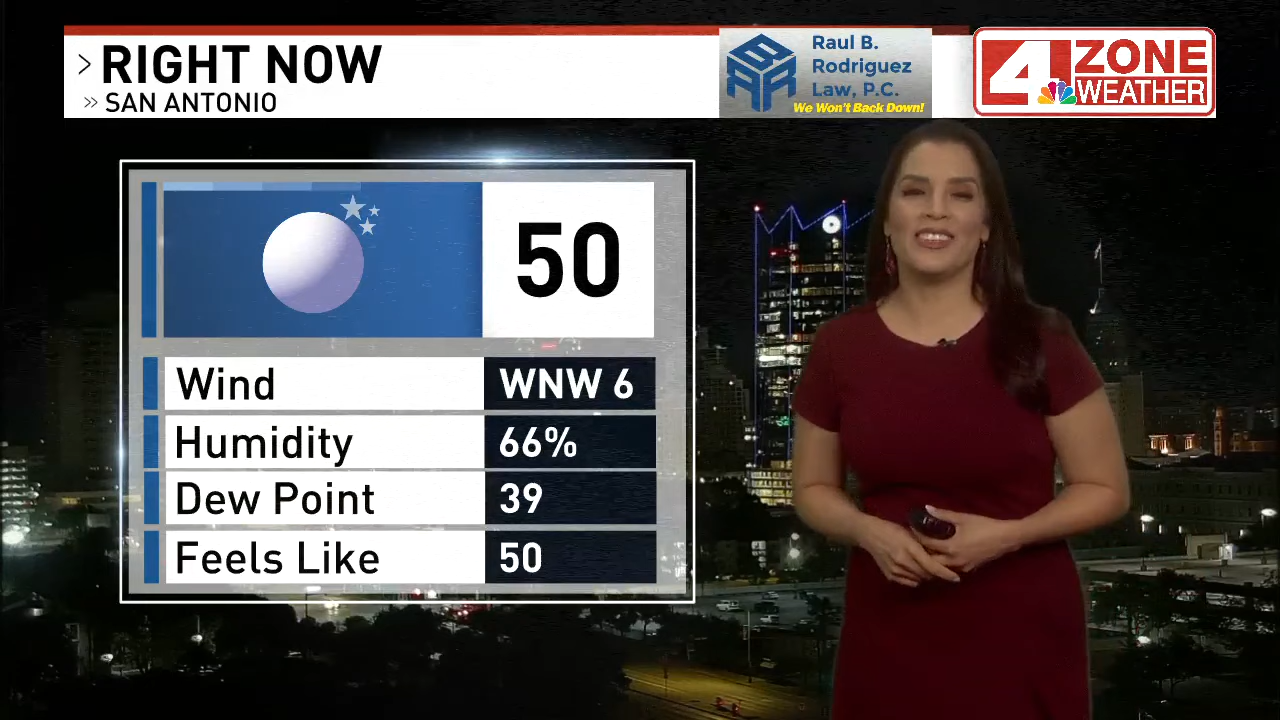 > RIGHT NOW
>> SAN ANTONIO
Raul B.
Rodriguez
Law, P.C.
We Won't Back Down!
4 ZONE
WEATHER
50
Wind WNW 6
Humidity 66%
Dew Point 39
Feels Like 50